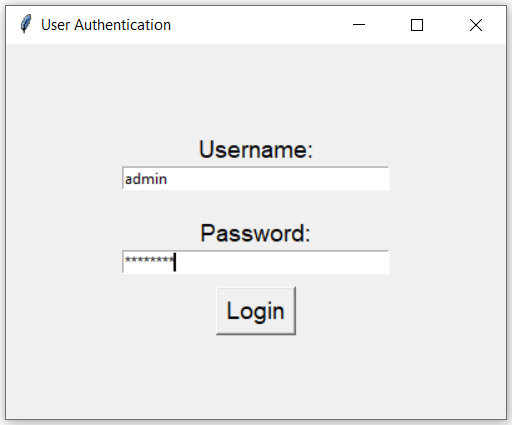 User Authentication
Username:
admin
Password:
********
Login